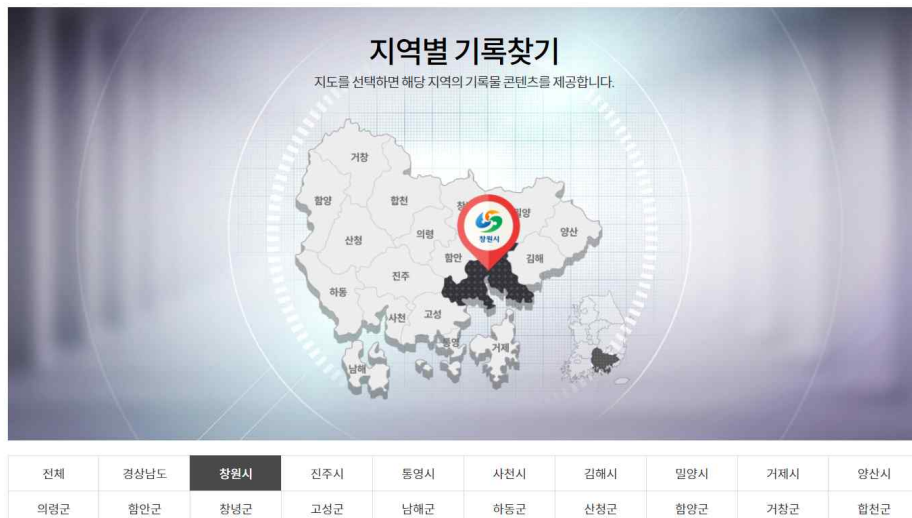 지역별 기록찾기
지도를 선택하면 해당 지역의 기록물 콘텐츠를 제공합니다.
거창
함양
합천
창원시
밀양
산청
의령
양산
함안
김해
진주
하동
사천
고성
통영
거제
남해
전체 경상남도 창원시 진주시 통영시 사천시 김해시 밀양시 거제시 양산시
의령군 함안군 창녕군 고성군 남해군 하동군 산청군 함양군 거창군 합천군